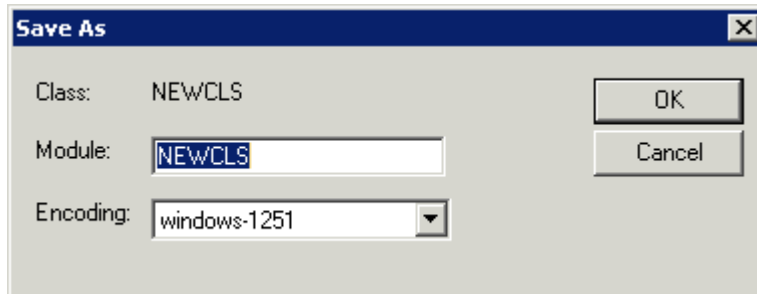 Save As
Class: NEWCLS
OK
Module: NEWCLS
Cancel
Encoding: windows-1251